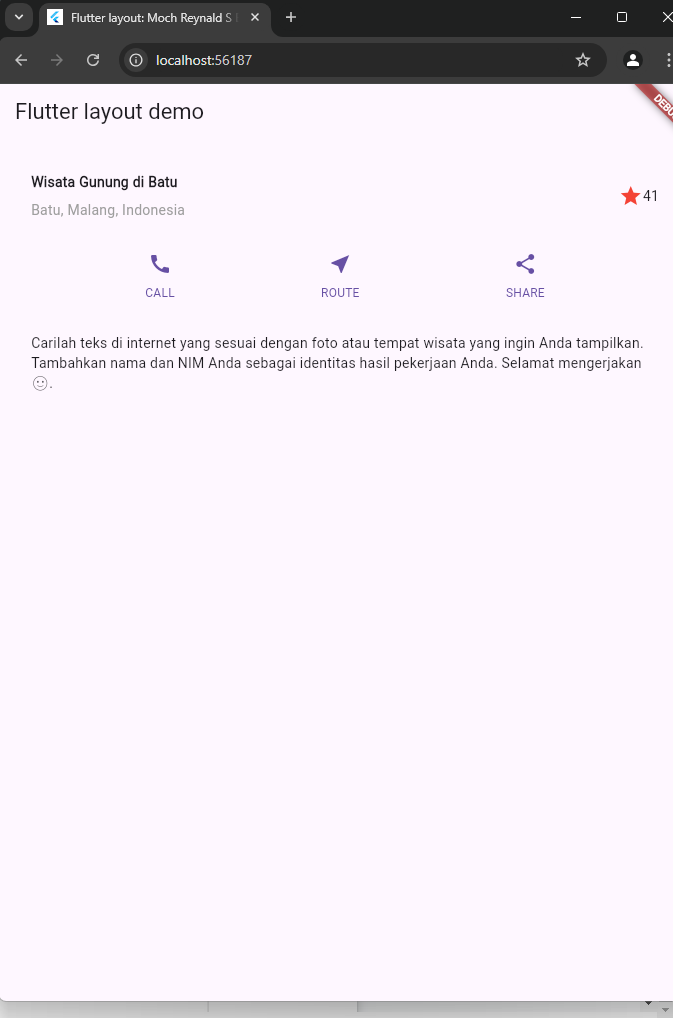 Flutter layout: Moch Reynald S
localhost:56187
Flutter layout demo
Wisata Gunung di Batu
41
Batu, Malang, Indonesia
CALL ROUTE SHARE
Carilah teks di internet yang sesuai dengan foto atau tempat wisata yang ingin Anda tampilkan.
Tambahkan nama dan NIM Anda sebagai identitas hasil pekerjaan Anda. Selamat mengerjakan
🙂.